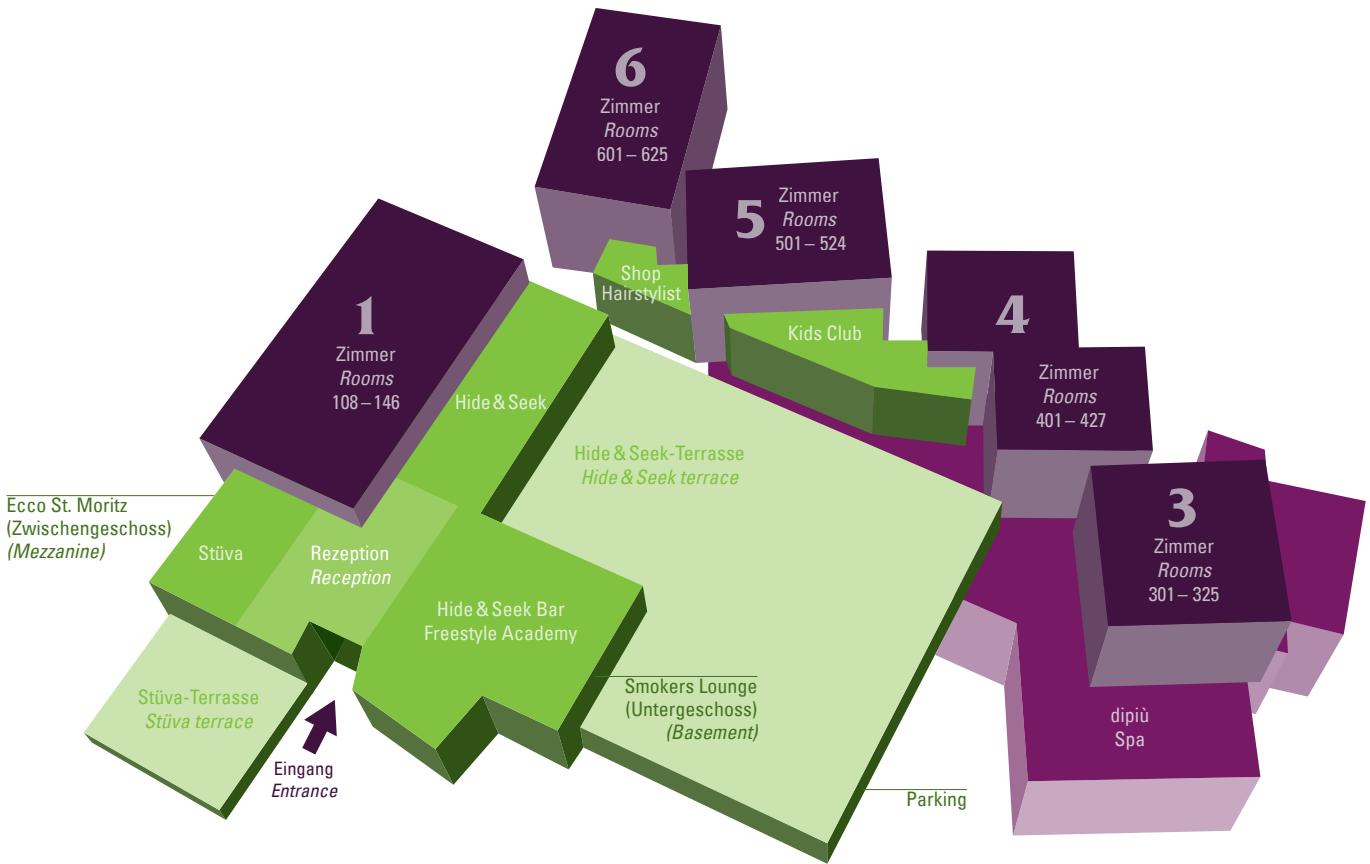 6
Zimmer
Rooms
601 – 625
5
Zimmer
Rooms
501 – 524
Shop
Hairstylist
Kids Club
4
Zimmer
Rooms
401 – 427
1
Zimmer
Rooms
108 – 146
Hide & Seek
Hide & Seek-Terrasse
Hide & Seek terrace
3
Zimmer
Rooms
301 – 325
Ecco St. Moritz
(Zwischengeschoss)
(Mezzanine)
Stüva
Rezeption
Reception
Hide & Seek Bar
Freestyle Academy
Stüva-Terrasse
Stüva terrace
Smokers Lounge
(Untergeschoss)
(Basement)
dipiù
Spa
Eingang
Entrance
Parking